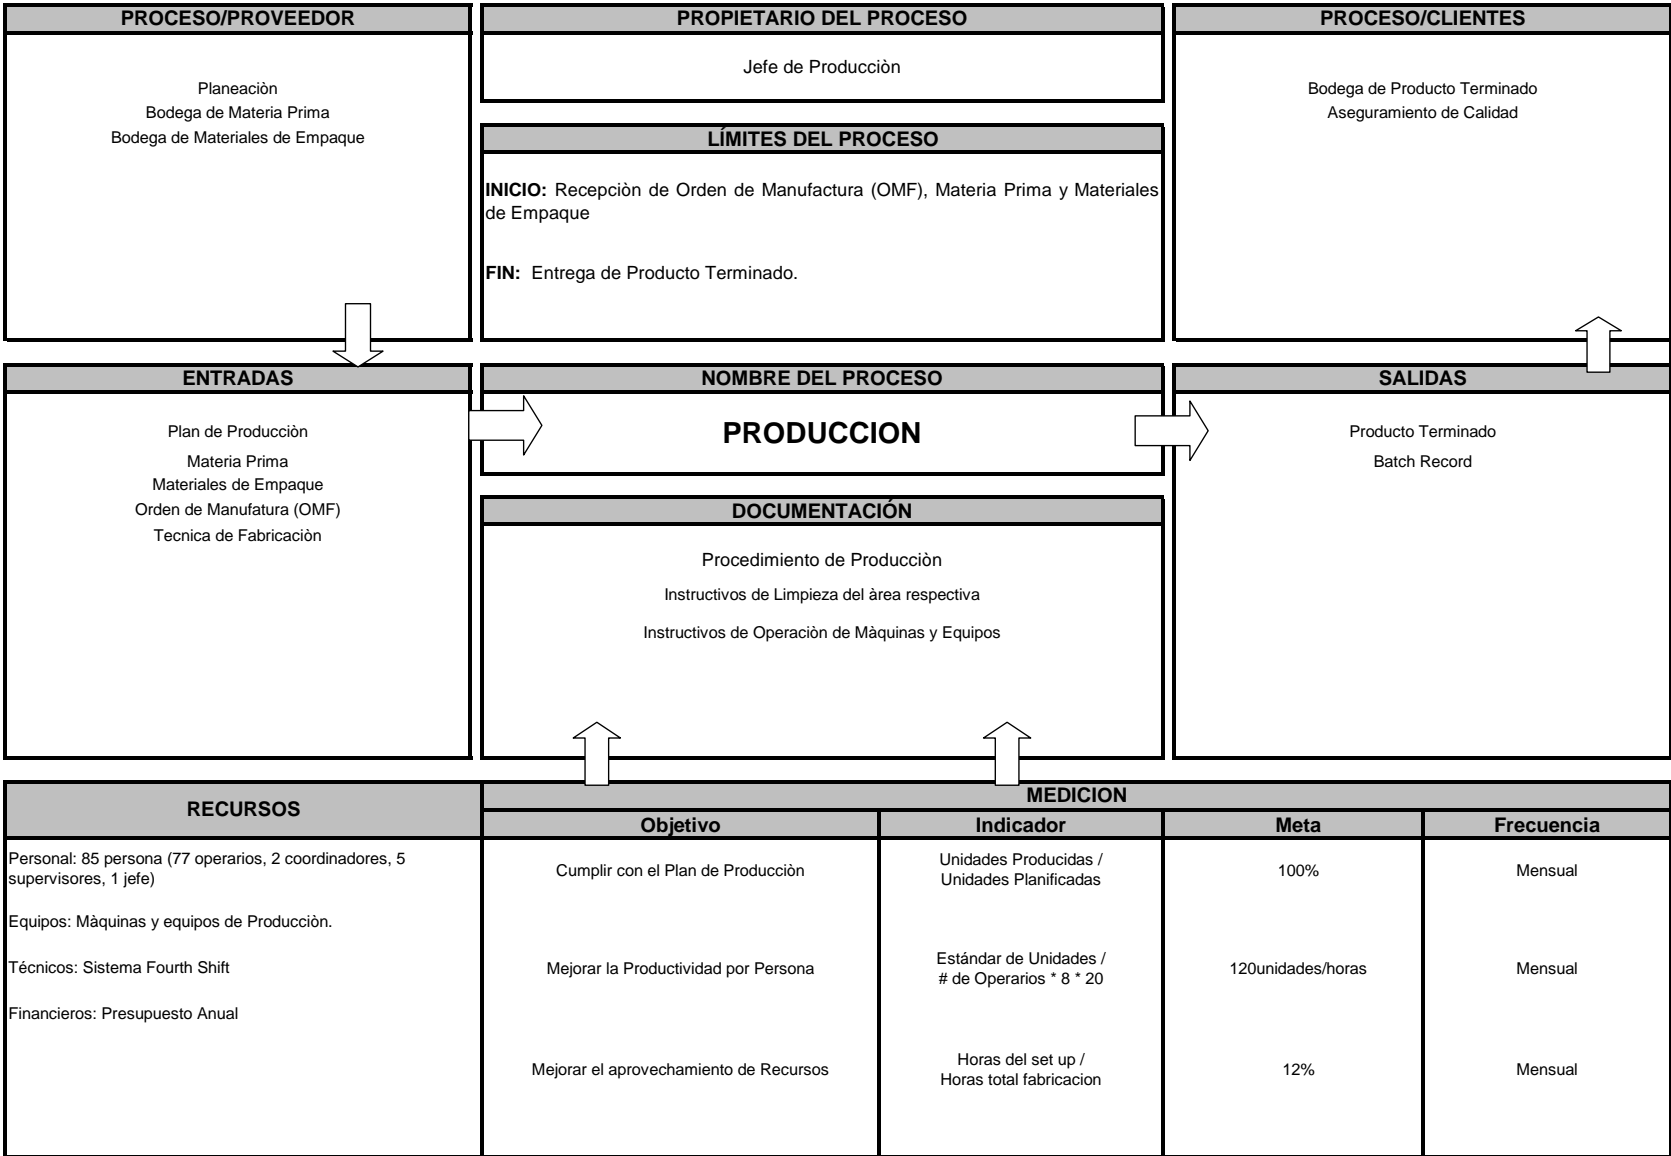 PROCESO/PROVEEDOR
Planeaciòn
Bodega de Materia Prima
Bodega de Materiales de Empaque
PROPIETARIO DEL PROCESO
Jefe de Producciòn
LÍMITES DEL PROCESO
INICIO: Recepciòn de Orden de Manufactura (OMF), Materia Prima y Materiales
de Empaque
FIN: Entrega de Producto Terminado.
PROCESO/CLIENTES
Bodega de Producto Terminado
Aseguramiento de Calidad
ENTRADAS
Plan de Producciòn
Materia Prima
Materiales de Empaque
Orden de Manufatura (OMF)
Tecnica de Fabricaciòn
NOMBRE DEL PROCESO
PRODUCCION
DOCUMENTACIÓN
Procedimiento de Producciòn
Instructivos de Limpieza del àrea respectiva
Instructivos de Operaciòn de Màquinas y Equipos
SALIDAS
Producto Terminado
Batch Record
RECURSOS
Personal: 85 persona (77 operarios, 2 coordinadores, 5
supervisores, 1 jefe)
Equipos: Màquinas y equipos de Producciòn.
Técnicos: Sistema Fourth Shift
Financieros: Presupuesto Anual
MEDICION
Objetivo
Indicador
Meta
Frecuencia
Cumplir con el Plan de Producciòn
Unidades Producidas /
Unidades Planificadas
100%
Mensual
Mejorar la Productividad por Persona
Estándar de Unidades /
# de Operarios * 8 * 20
120unidades/horas
Mensual
Mejorar el aprovechamiento de Recursos
Horas del set up /
Horas total fabricacion
12%
Mensual